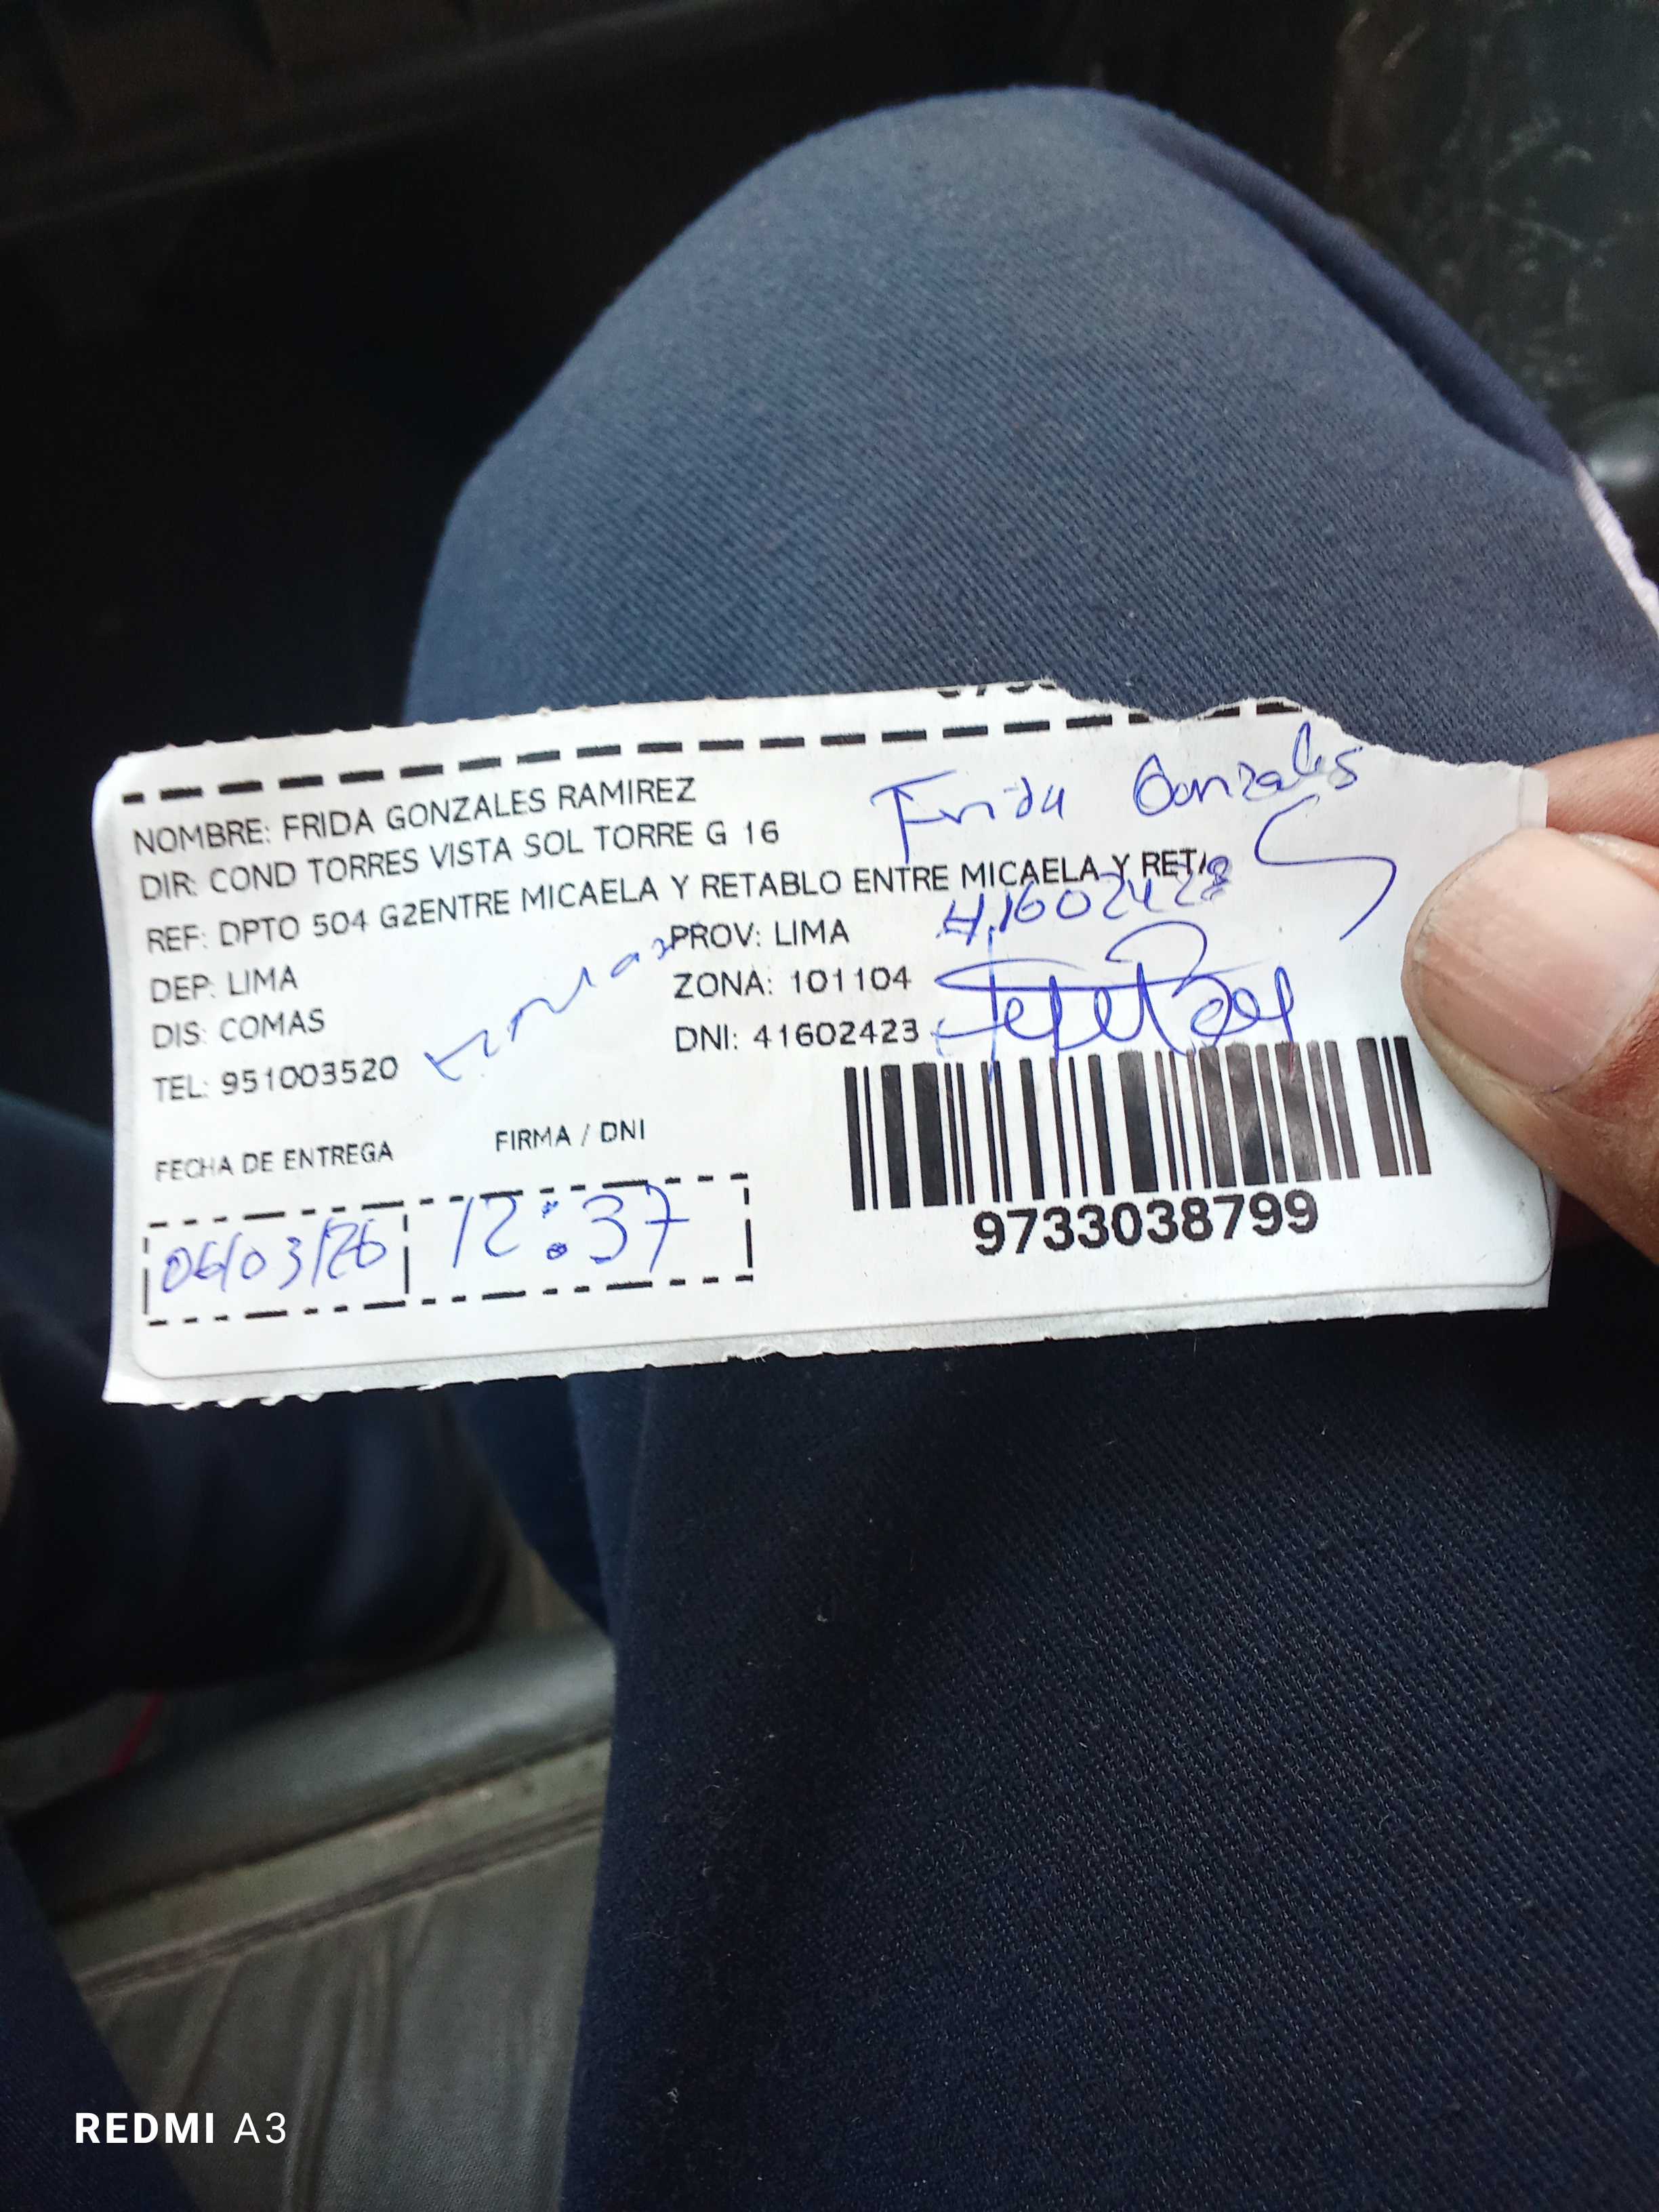 NOMBRE: FRIDA GONZALES RAMIREZ
Frida Gonzales
DIR: COND TORRES VISTA SOL TORRE G 16
REF: DPTO 504 G2ENTRE MICAELA Y RETABLO ENTRE MICAELA Y RETA
DEP: LIMA
PROV: LIMA
DIS: COMAS
ZONA: 101104
TEL: 951003520
DNI: 41602423
FECHA DE ENTREGA
FIRMA / DNI
06/03/26
12:37
9733038799
REDMI A3